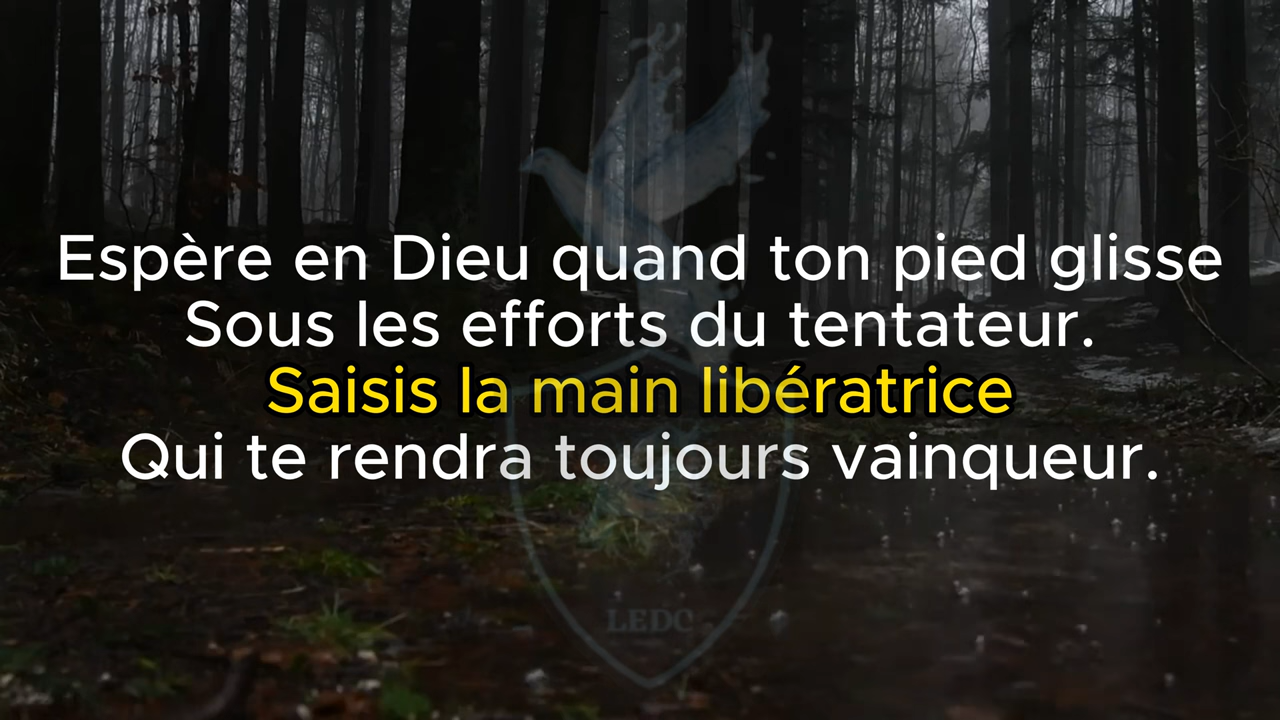 Espère en Dieu quand ton pied glisse
Sous les efforts du tentateur.
Saisis la main libératrice
Qui te rendra toujours vainqueur.
LEDC